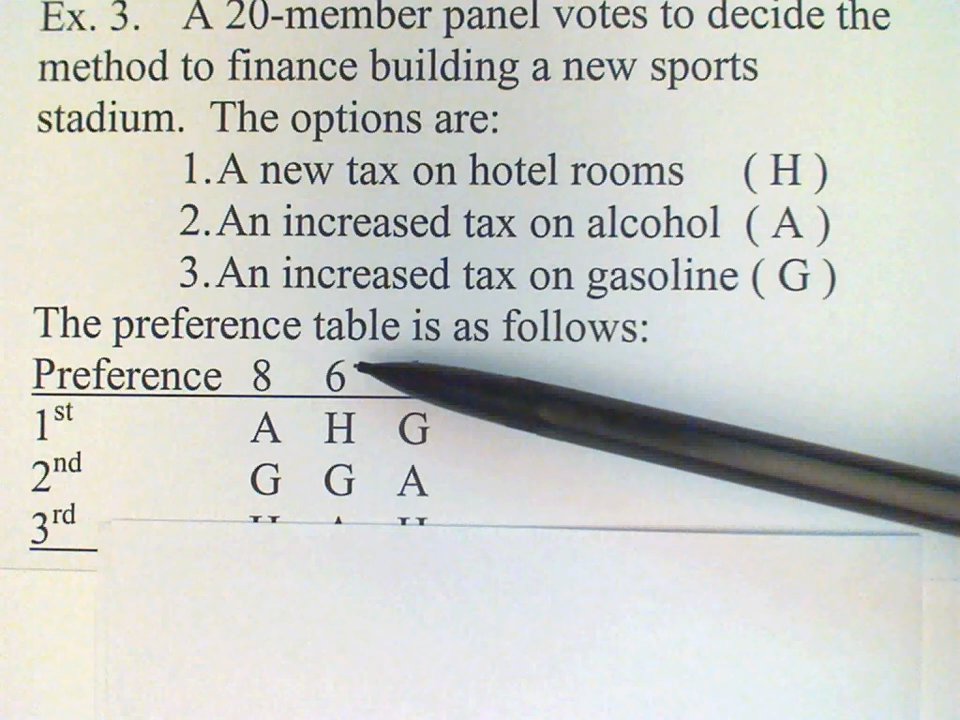 Ex. 3. A 20-member panel votes to decide the
method to finance building a new sports
stadium. The options are:
1. A new tax on hotel rooms ( H )
2. An increased tax on alcohol ( A )
3. An increased tax on gasoline ( G )
The preference table is as follows:
Preference 8 6
1st A H G
2nd G G A
3rd